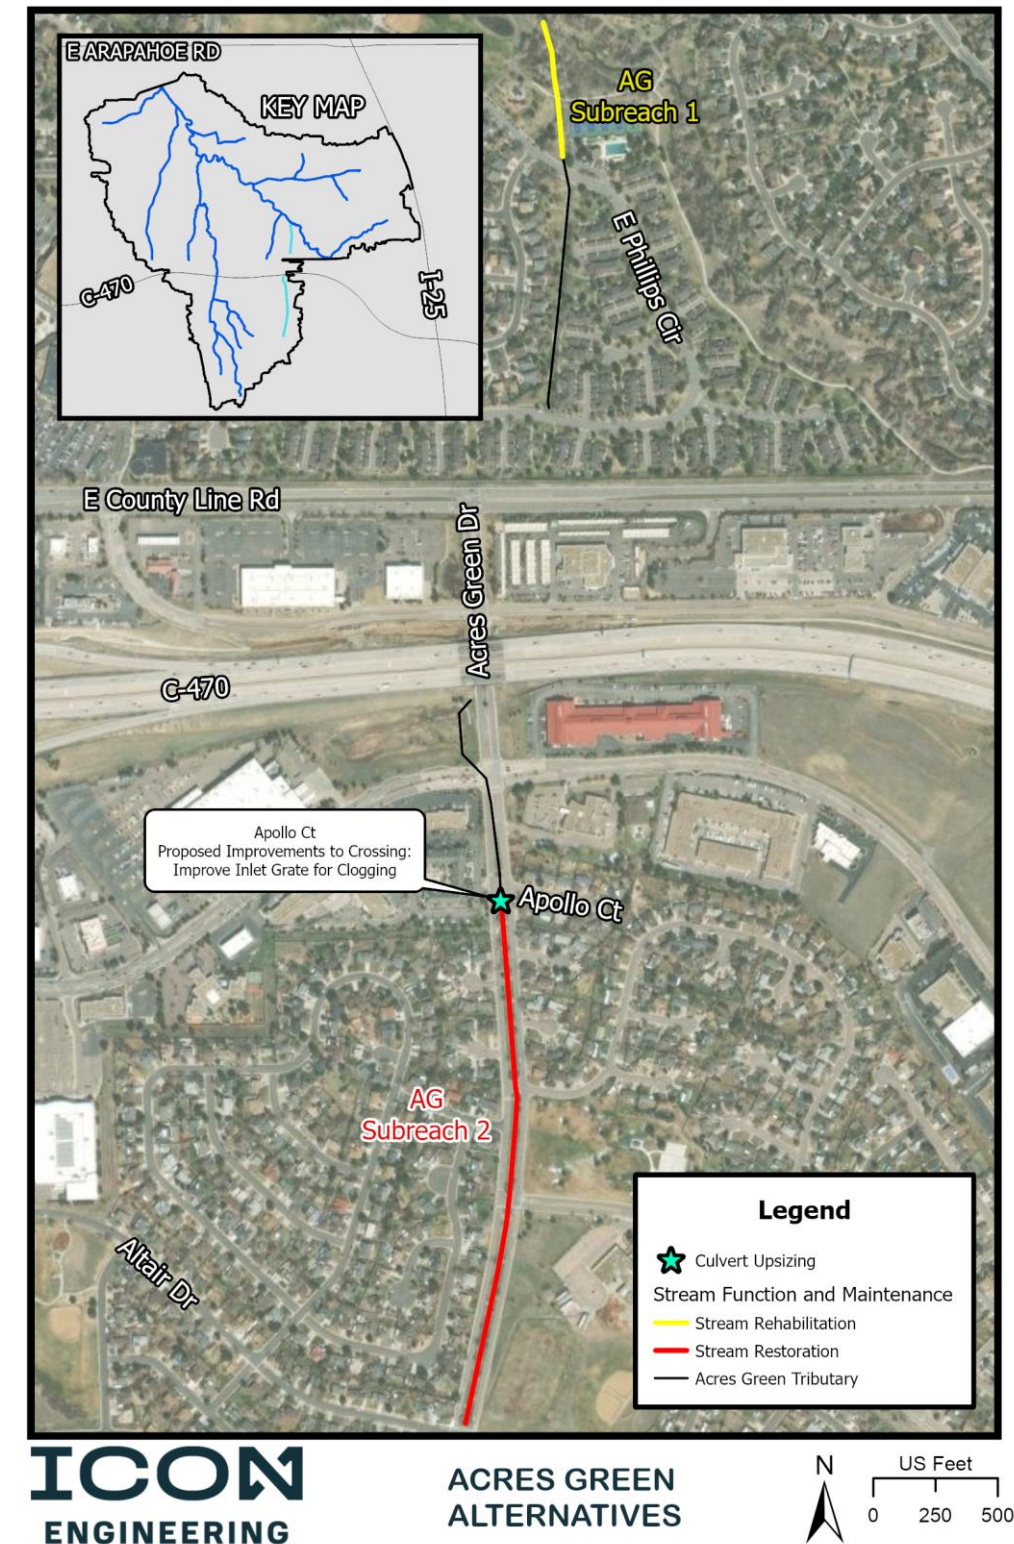 E ARAPAHOE RD
KEY MAP
C-470
I-25
AG
Subreach 1
E Phillips Cir
E County Line Rd
Acres Green Dr
C-470
Apollo Ct
Proposed Improvements to Crossing:
Improve Inlet Grate for Clogging
Apollo Ct
AG
Subreach 2
Altair Dr
Legend
Culvert Upsizing
Stream Function and Maintenance
Stream Rehabilitation
Stream Restoration
Acres Green Tributary
ICON
ENGINEERING
ACRES GREEN
ALTERNATIVES
N
US Feet
0 250 500